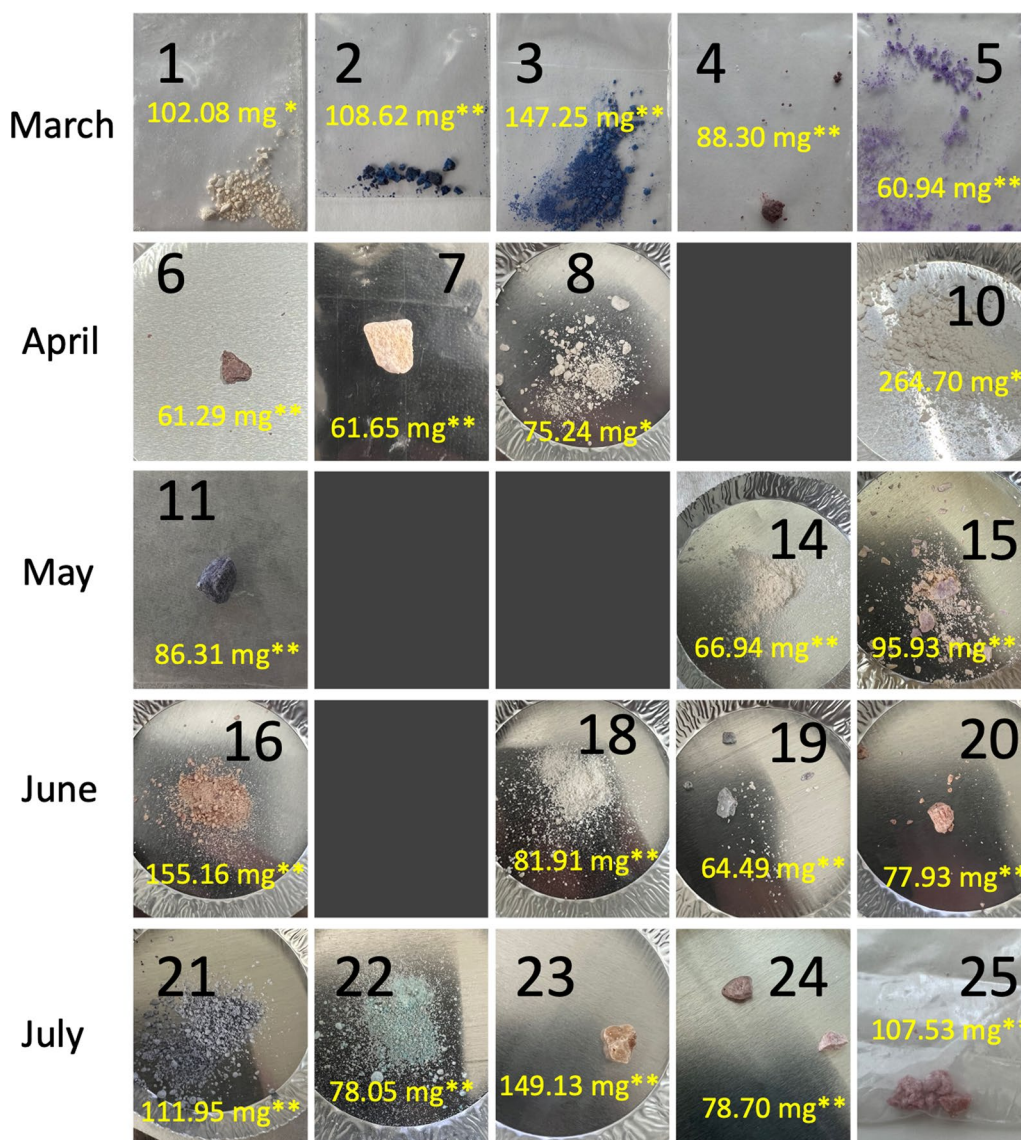 March
1
102.08 mg *
2
108.62 mg**
3
147.25 mg**
4
88.30 mg**
5
60.94 mg**
April
6
61.29 mg**
7
61.65 mg**
8
75.24 mg*
10
264.70 mg*
May
11
86.31 mg**
14
66.94 mg**
15
95.93 mg**
June
16
155.16 mg**
18
81.91 mg**
19
64.49 mg**
20
77.93 mg**
July
21
111.95 mg**
22
78.05 mg**
23
149.13 mg**
24
78.70 mg**
25
107.53 mg**